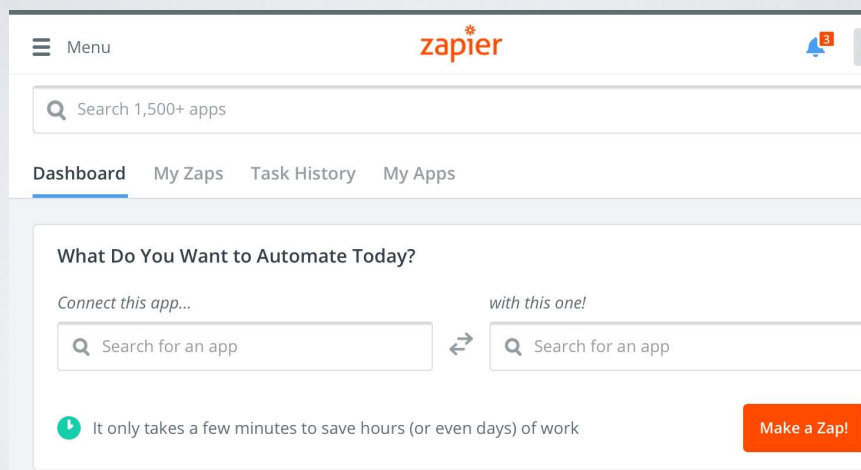 Menu
zapier
3
Search 1,500+ apps
Dashboard My Zaps Task History My Apps
What Do You Want to Automate Today?
Connect this app... with this one!
Search for an app Search for an app
It only takes a few minutes to save hours (or even days) of work
Make a Zap!